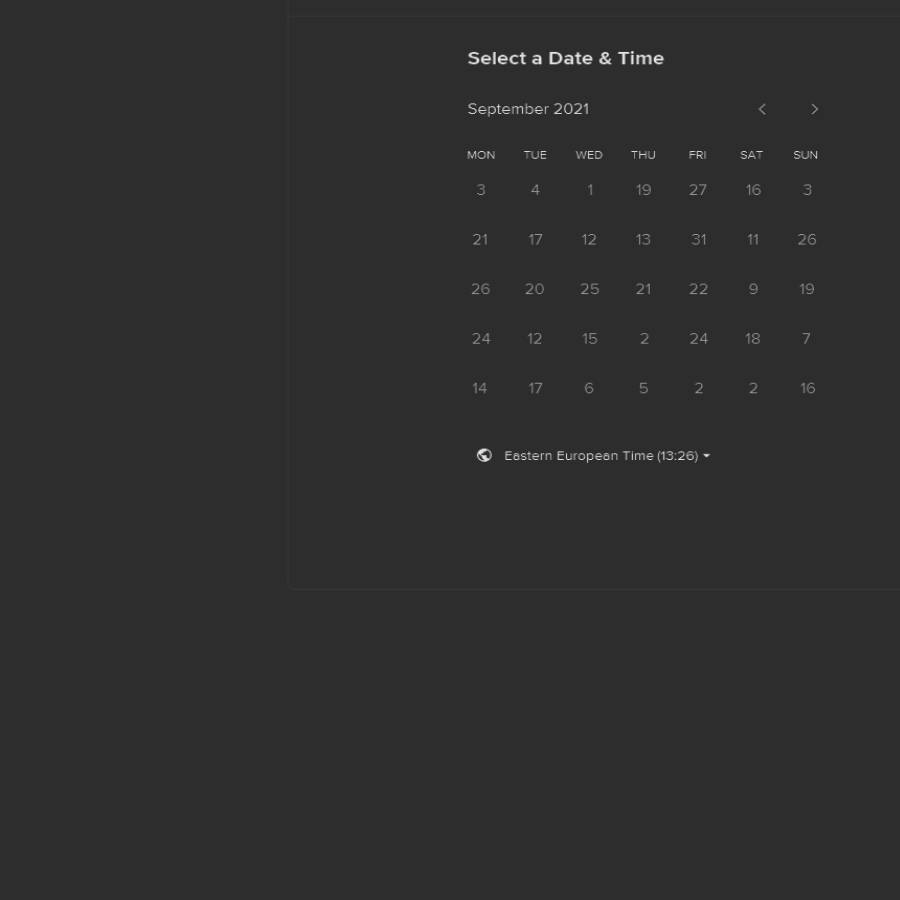 Select a Date & Time
September 2021
MON TUE WED THU FRI SAT SUN
3 4 1 19 27 16 3
21 17 12 13 31 11 26
26 20 25 21 22 9 19
24 12 15 2 24 18 7
14 17 6 5 2 2 16
Eastern European Time (13:26)